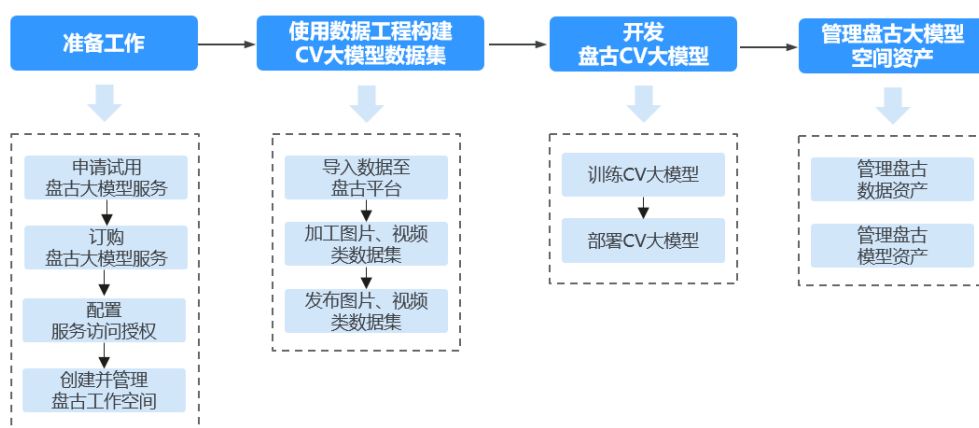 准备工作
使用数据工程构建
CV大模型数据集
开发
盘古CV大模型
管理盘古大模型
空间资产
申请试用
盘古大模型服务
订购
盘古大模型服务
配置
服务访问授权
创建并管理
盘古工作空间
导入数据至
盘古平台
加工图片、视频
类数据集
发布图片、视频
类数据集
训练CV大模型
部署CV大模型
管理盘古
数据资产
管理盘古
模型资产